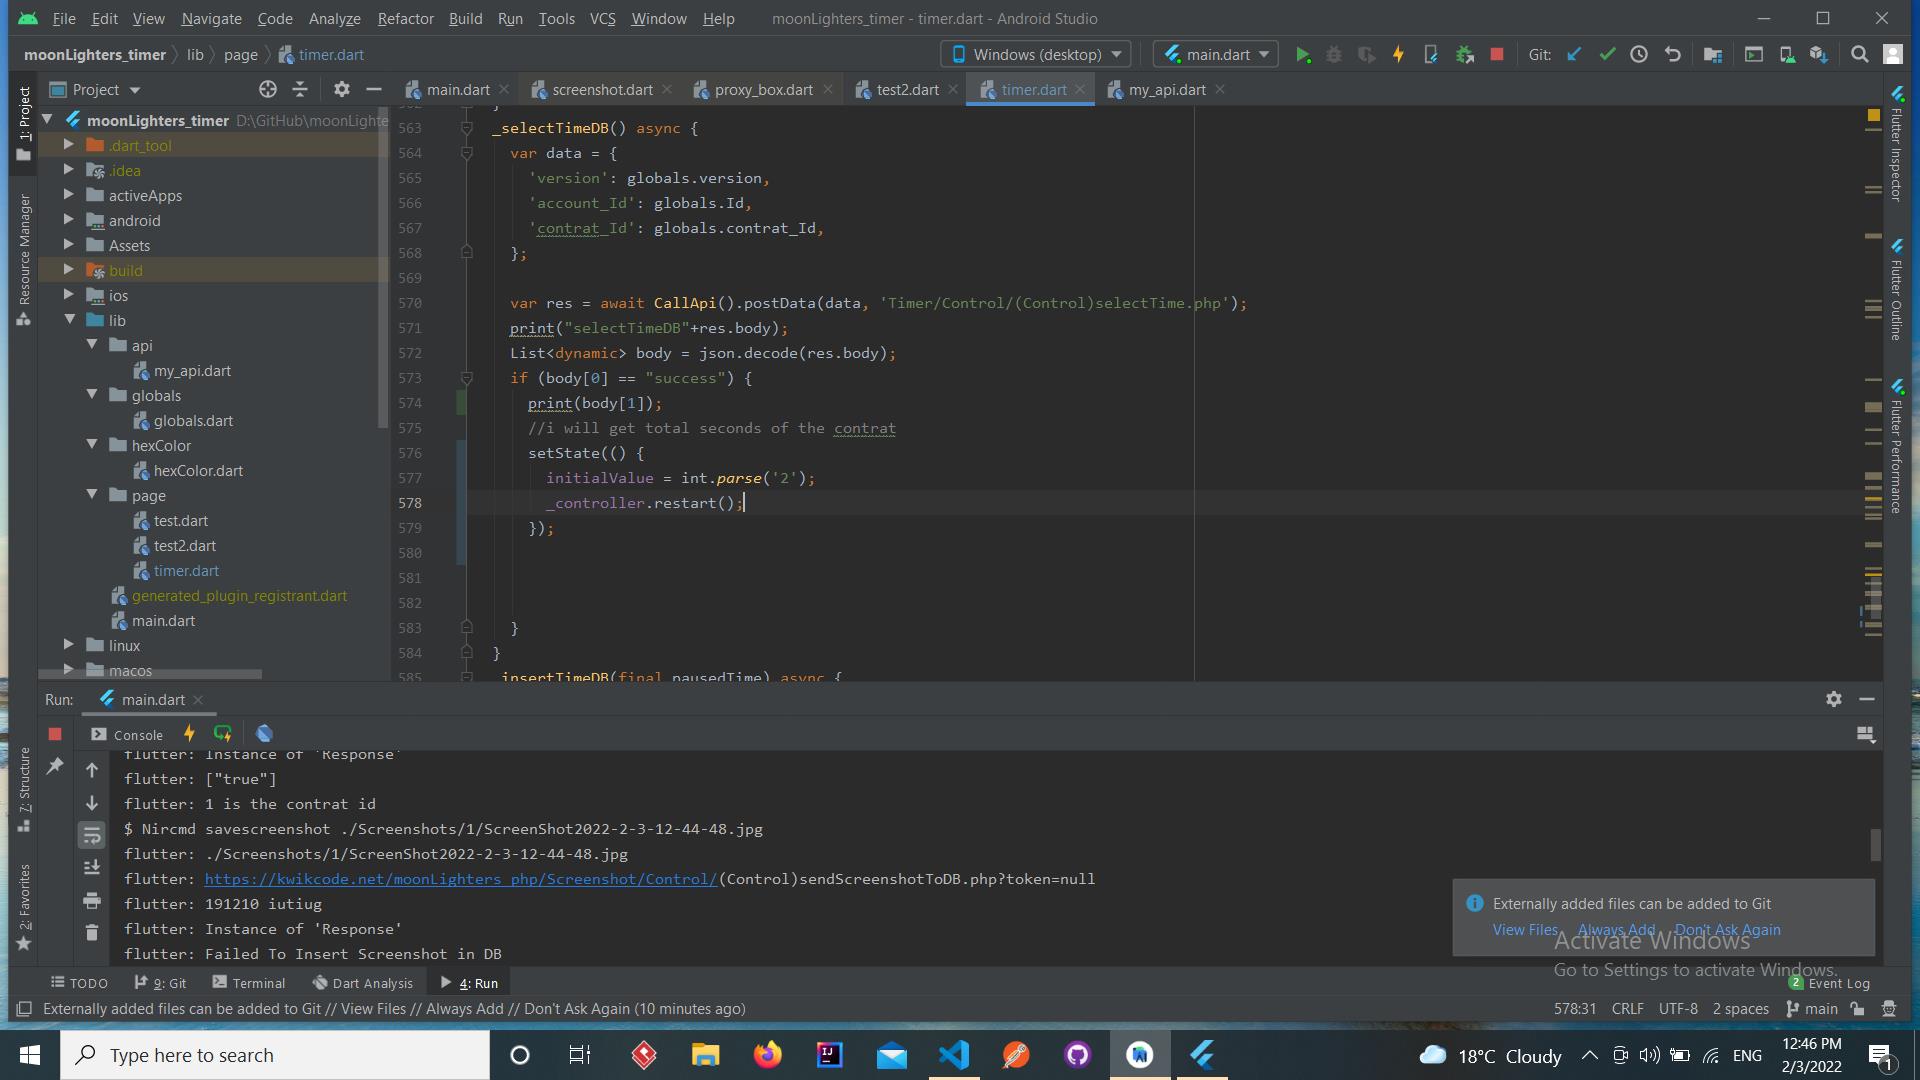 File Edit View Navigate Code Analyze Refactor Build Run Tools VCS Window Help moonLighters_timer - timer.dart - Android Studio
moonLighters_timer lib page timer.dart Windows (desktop) main.dart Git:
Project main.dart screenshot.dart proxy_box.dart test2.dart timer.dart my_api.dart
1: Project
Resource Manager
7: Structure
2: Favorites
moonLighters_timer D:\GitHub\moonLighte
.dart_tool
.idea
activeApps
android
Assets
build
ios
lib
api
my_api.dart
globals
globals.dart
hexColor
hexColor.dart
page
test.dart
test2.dart
timer.dart
generated_plugin_registrant.dart
main.dart
linux
macos
563 _selectTimeDB() async {
564 var data = {
565 'version': globals.version,
566 'account_Id': globals.Id,
567 'contrat_Id': globals.contrat_Id,
568 };
569
570 var res = await CallApi().postData(data, 'Timer/Control/(Control)selectTime.php');
571 print("selectTimeDB"+res.body);
572 List<dynamic> body = json.decode(res.body);
573 if (body[0] == "success") {
574 print(body[1]);
575 //i will get total seconds of the contrat
576 setState(() {
577 initialValue = int.parse('2');
578 _controller.restart();
579 });
580
581
582
583 }
584 }
585 insertTimeDB(final pausedTime) async {
Flutter Inspector
Flutter Outline
Flutter Performance
Run: main.dart
Console
flutter: Instance of 'Response'
flutter: ["true"]
flutter: 1 is the contrat id
$ Nircmd savescreenshot ./Screenshots/1/ScreenShot2022-2-3-12-44-48.jpg
flutter: ./Screenshots/1/ScreenShot2022-2-3-12-44-48.jpg
flutter: https://kwikcode.net/moonLighters_php/Screenshot/Control/(Control)sendScreenshotToDB.php?token=null
flutter: 191210 iutiug
flutter: Instance of 'Response'
flutter: Failed To Insert Screenshot in DB
Externally added files can be added to Git
View Files Always Add Don't Ask Again
Activate Windows
Go to Settings to activate Windows.
TODO 9: Git Terminal Dart Analysis 4: Run 2 Event Log
Externally added files can be added to Git // View Files // Always Add // Don't Ask Again (10 minutes ago) 578:31 CRLF UTF-8 2 spaces main
Type here to search 18°C Cloudy ENG 12:46 PM
2/3/2022
1